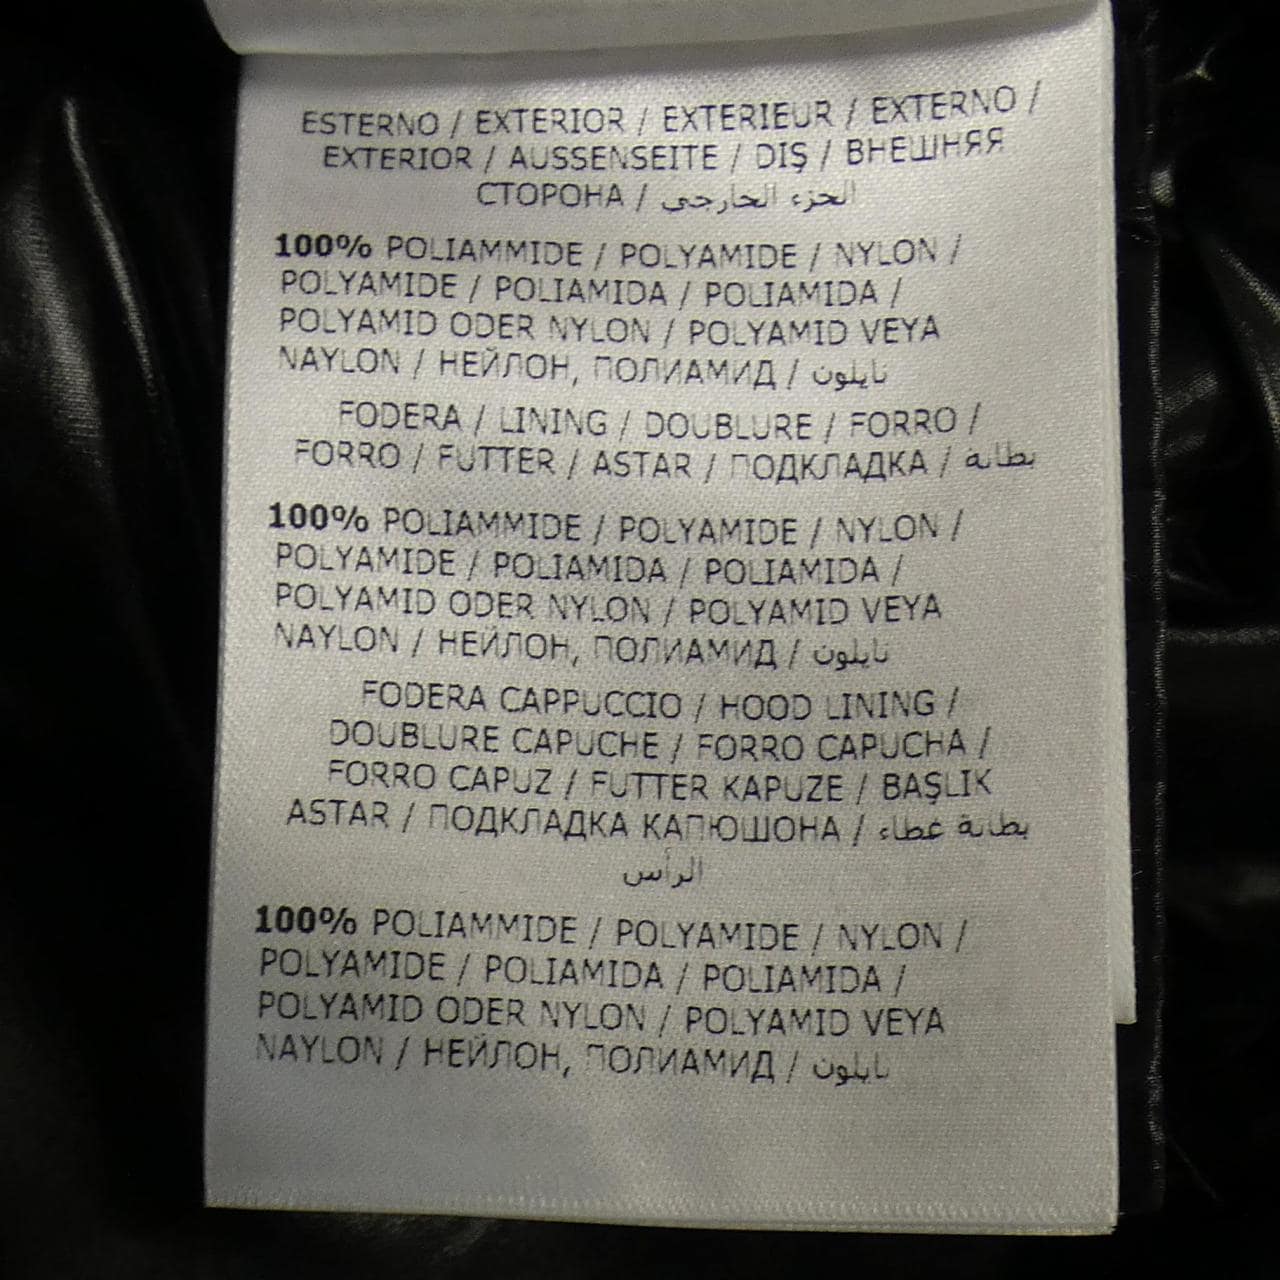 ESTERNO / EXTERIOR / EXTERIEUR / EXTERNO /
EXTERIOR / AUSSENSEITE / DIŞ / ВНЕШНЯЯ
СТОРОНА / الجزء الخارجي
100% POLIAMMIDE / POLYAMIDE / NYLON /
POLYAMIDE / POLIAMIDA / POLIAMIDA /
POLYAMID ODER NYLON / POLYAMID VEYA
NAYLON / НЕЙЛОН, ПОЛИАМИД / نايلون
FODERA / LINING / DOUBLURE / FORRO /
FORRO / FUTTER / ASTAR / ПОДКЛАДКА / بطانة
100% POLIAMMIDE / POLYAMIDE / NYLON /
POLYAMIDE / POLIAMIDA / POLIAMIDA /
POLYAMID ODER NYLON / POLYAMID VEYA
NAYLON / НЕЙЛОН, ПОЛИАМИД / نايلون
FODERA CAPPUCCIO / HOOD LINING /
DOUBLURE CAPUCHE / FORRO CAPUCHA /
FORRO CAPUZ / FUTTER KAPUZE / BAŞLIK
ASTAR / ПОДКЛАДКА КАПЮШОНА / بطانة غطاء
الرأس
100% POLIAMMIDE / POLYAMIDE / NYLON /
POLYAMIDE / POLIAMIDA / POLIAMIDA /
POLYAMID ODER NYLON / POLYAMID VEYA
NAYLON / НЕЙЛОН, ПОЛИАМИД / نايلون